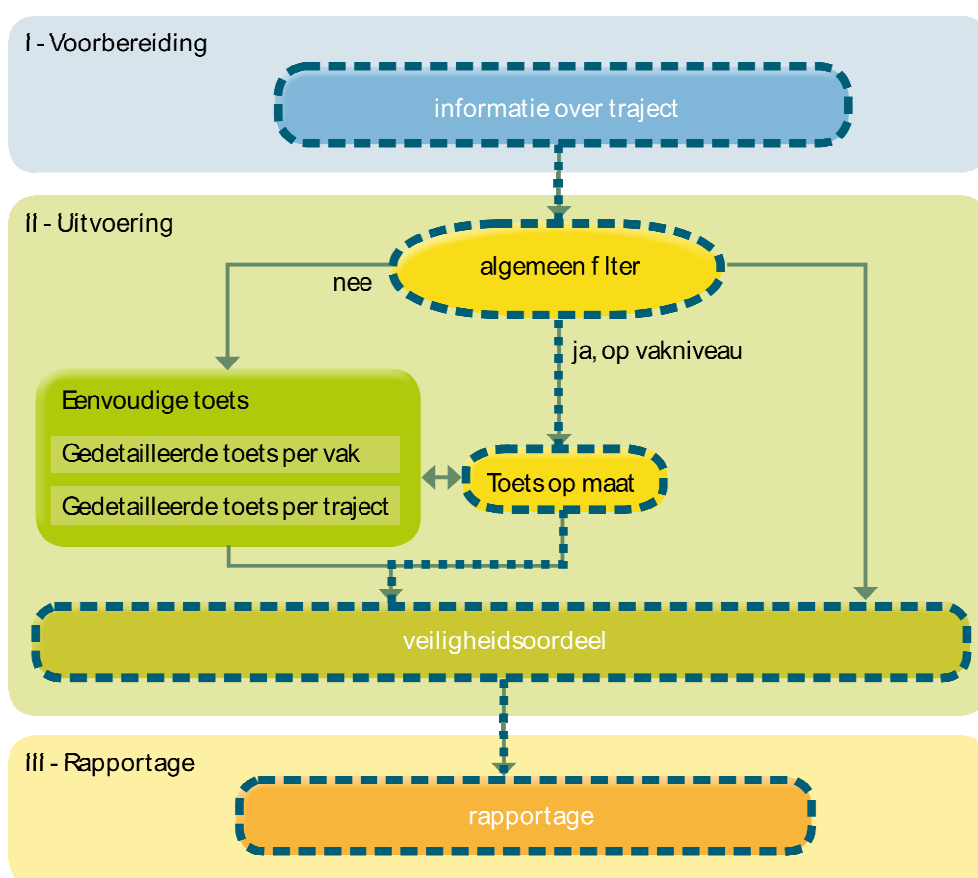 I - Voorbereiding
informatie over traject
II - Uitvoering
algemeen f lter
nee
ja, op vakniveau
Eenvoudige toets
Gedetailleerde toets per vak
Toets op maat
Gedetailleerde toets per traject
veiligheidsoordeel
III - Rapportage
rapportage